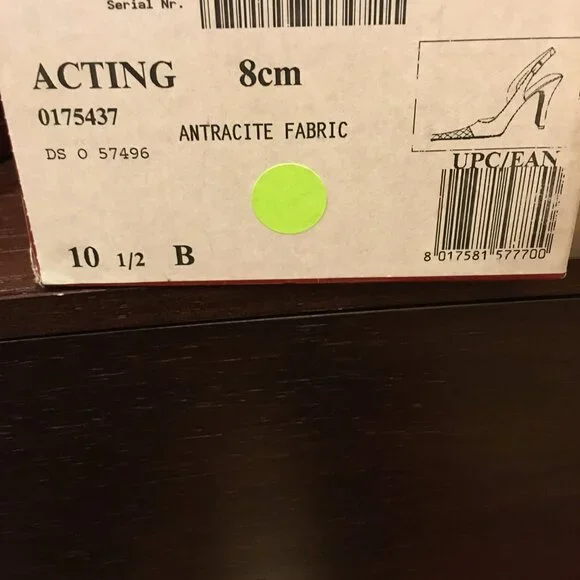 Serial Nr.
ACTING 8cm
0175437
ANTRACITE FABRIC
DS O 57496
UPC/EAN
10 1/2 B
8 017581 577700